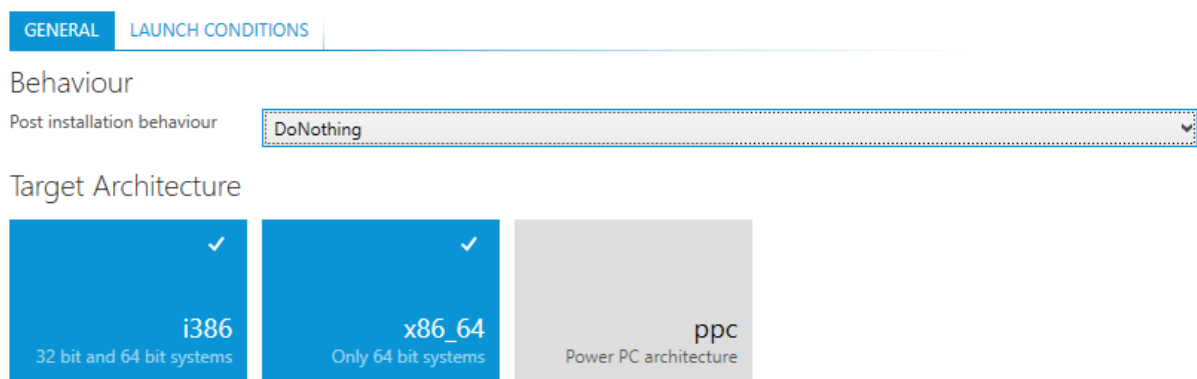 GENERAL LAUNCH CONDITIONS
Behaviour
Post installation behaviour DoNothing
Target Architecture
i386 x86_64 ppc
32 bit and 64 bit systems Only 64 bit systems Power PC architecture